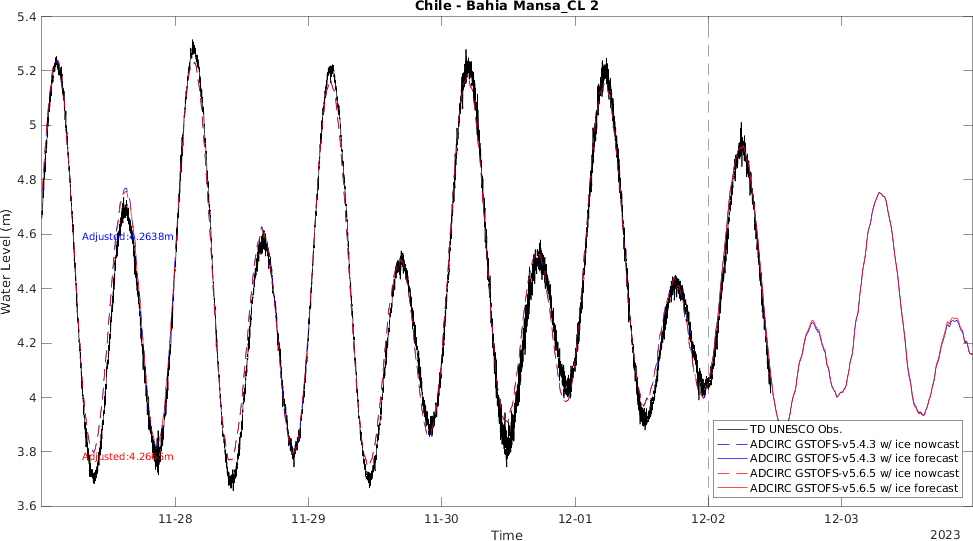 Chile - Bahia Mansa_CL 2
5.4
5.2
5
4.8
4.6
4.4
4.2
4
3.8
3.6
Water Level (m)
Adjusted:4.2638m
TD UNESCO Obs.
ADCIRC GSTOFS-v5.4.3 w/ ice nowcast
ADCIRC GSTOFS-v5.4.3 w/ ice forecast
ADCIRC GSTOFS-v5.6.5 w/ ice nowcast
ADCIRC GSTOFS-v5.6.5 w/ ice forecast
11-28
11-29
11-30
12-01
12-02
12-03
Time
2023